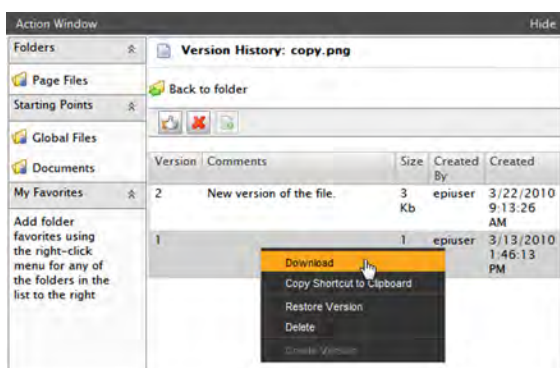 Action Window
Hide
Folders
Page Files
Starting Points
Global Files
Documents
My Favorites
Add folder
favorites using
the right-click
menu for any of
the folders in the
list to the right
Version History: copy.png
Back to folder
Version Comments Size Created By Created
2 New version of the file. 3 Kb epiuser 3/22/2010 9:13:26 AM
1 1 epiuser 3/13/2010 1:46:13 PM
Download
Copy Shortcut to Clipboard
Restore Version
Delete
Create Version